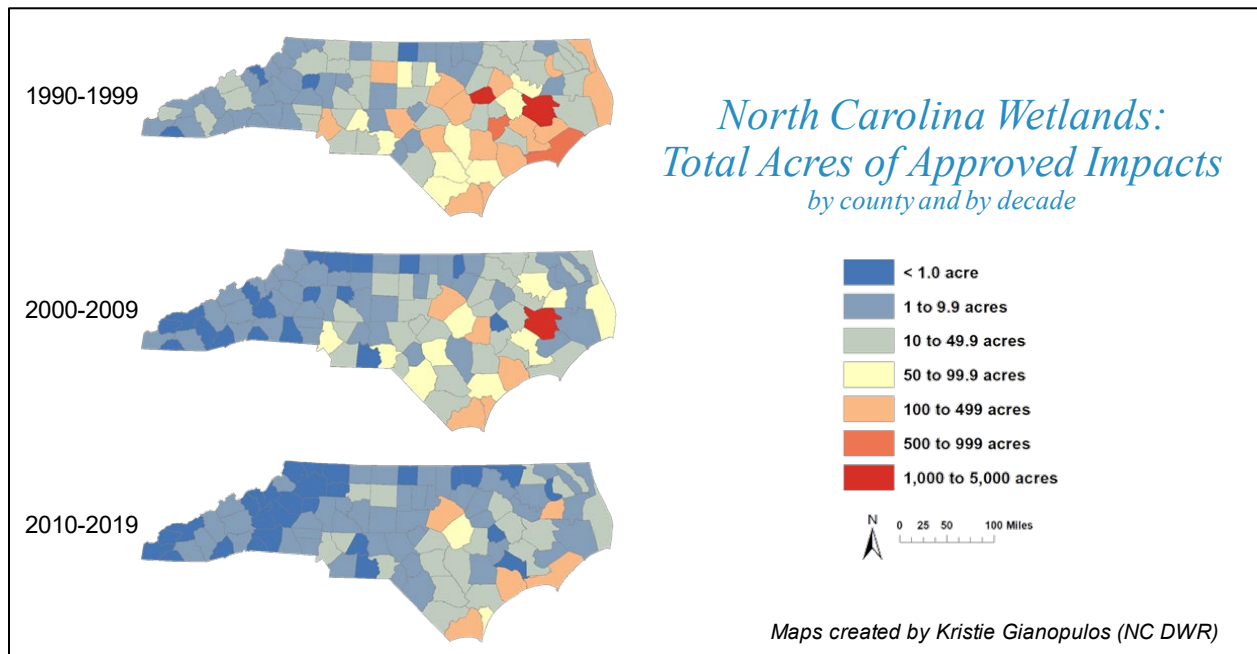 1990-1999
2000-2009
2010-2019
North Carolina Wetlands:
Total Acres of Approved Impacts
by county and by decade
< 1.0 acre
1 to 9.9 acres
10 to 49.9 acres
50 to 99.9 acres
100 to 499 acres
500 to 999 acres
1,000 to 5,000 acres
N
0 25 50 100 Miles
Maps created by Kristie Gianopulos (NC DWR)